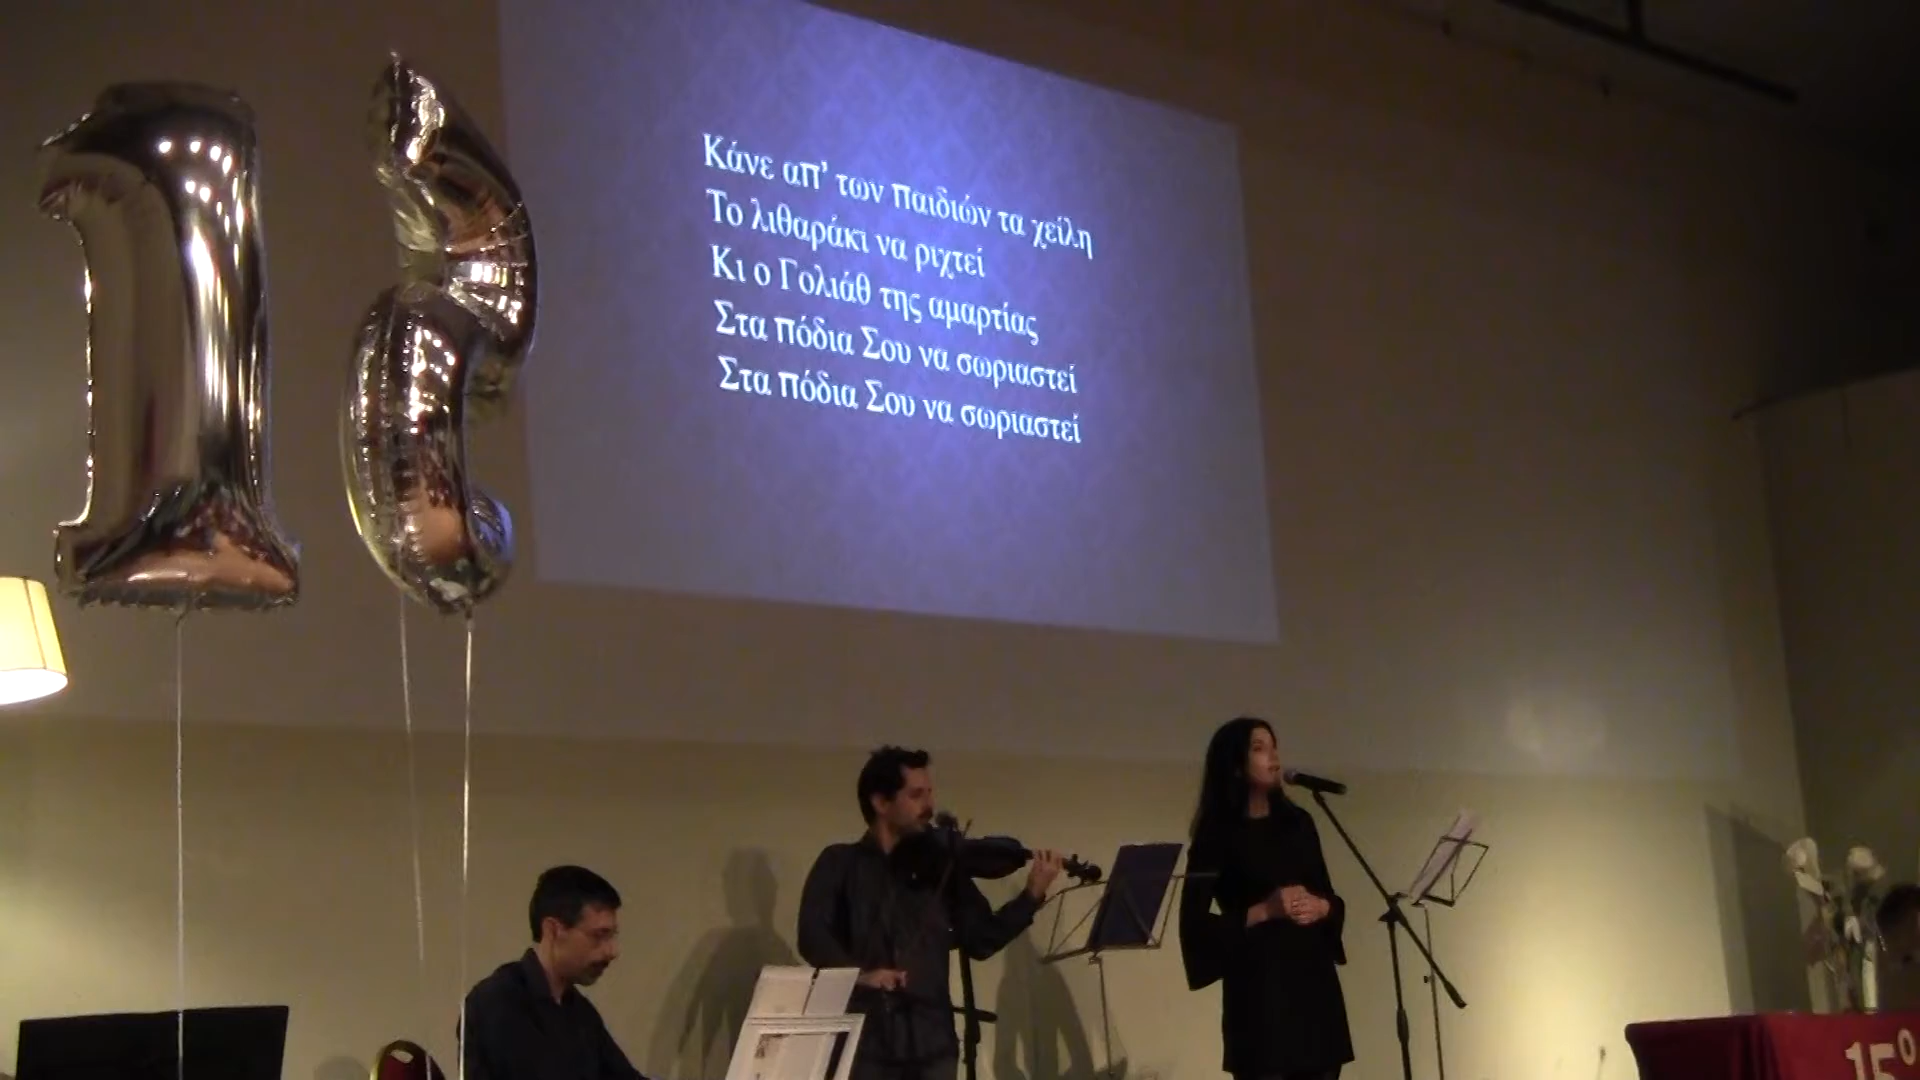 Κάνε απ' των παιδιών τα χείλη
Το λιθαράκι να ριχτεί
Κι ο Γολιάθ της αμαρτίας
Στα πόδια Σου να σωριαστεί
Στα πόδια Σου να σωριαστεί
15
15º